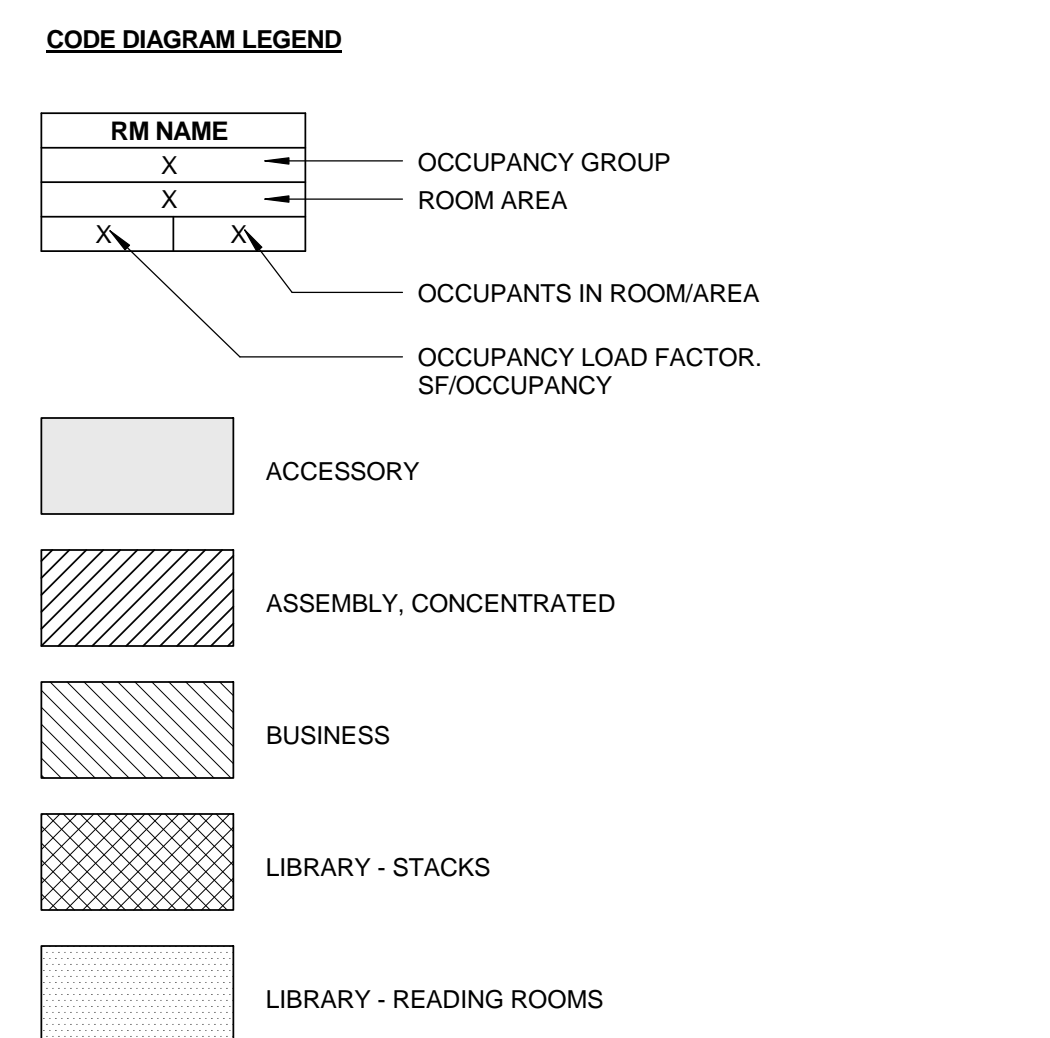 CODE DIAGRAM LEGEND
RM NAME
X
OCCUPANCY GROUP
X
ROOM AREA
X
X
OCCUPANTS IN ROOM/AREA
OCCUPANCY LOAD FACTOR.
SF/OCCUPANCY
ACCESSORY
ASSEMBLY, CONCENTRATED
BUSINESS
LIBRARY - STACKS
LIBRARY - READING ROOMS